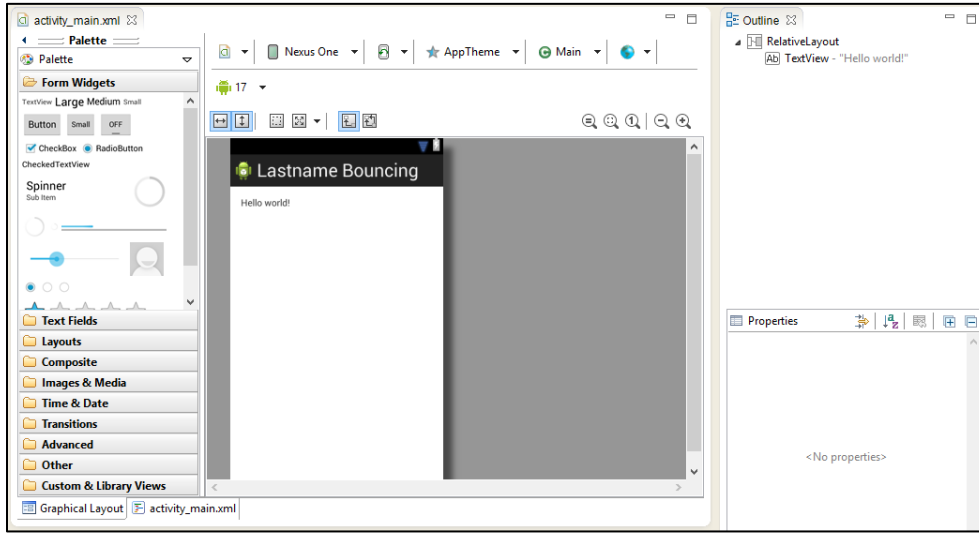 activity_main.xml
Palette
Palette
Form Widgets
TextView Large Medium Small
Button Small OFF
CheckBox RadioButton
CheckedTextView
Spinner
Sub Item
Text Fields
Layouts
Composite
Images & Media
Time & Date
Transitions
Advanced
Other
Custom & Library Views
Graphical Layout activity_main.xml
Nexus One AppTheme Main
17
Lastname Bouncing
Hello world!
Outline
RelativeLayout
Ab TextView - "Hello world!"
Properties
<No properties>